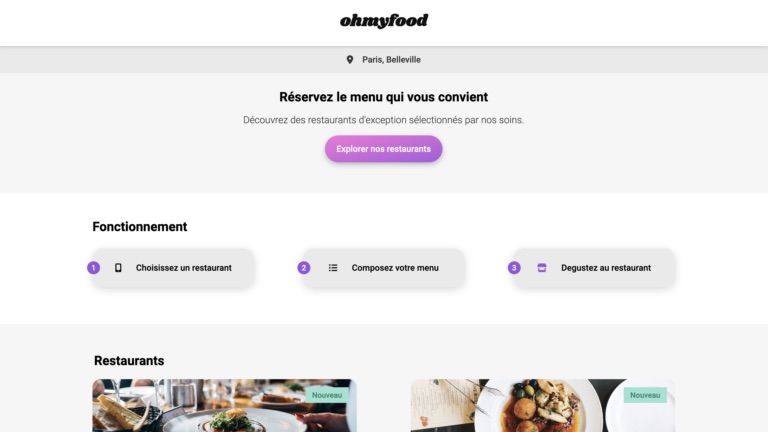 ohmyfood
Paris, Belleville
Réservez le menu qui vous convient
Découvrez des restaurants d'exception sélectionnés par nos soins.
Explorer nos restaurants
Fonctionnement
1 Choisissez un restaurant
2 Composez votre menu
3 Degustez au restaurant
Restaurants
Nouveau
Nouveau